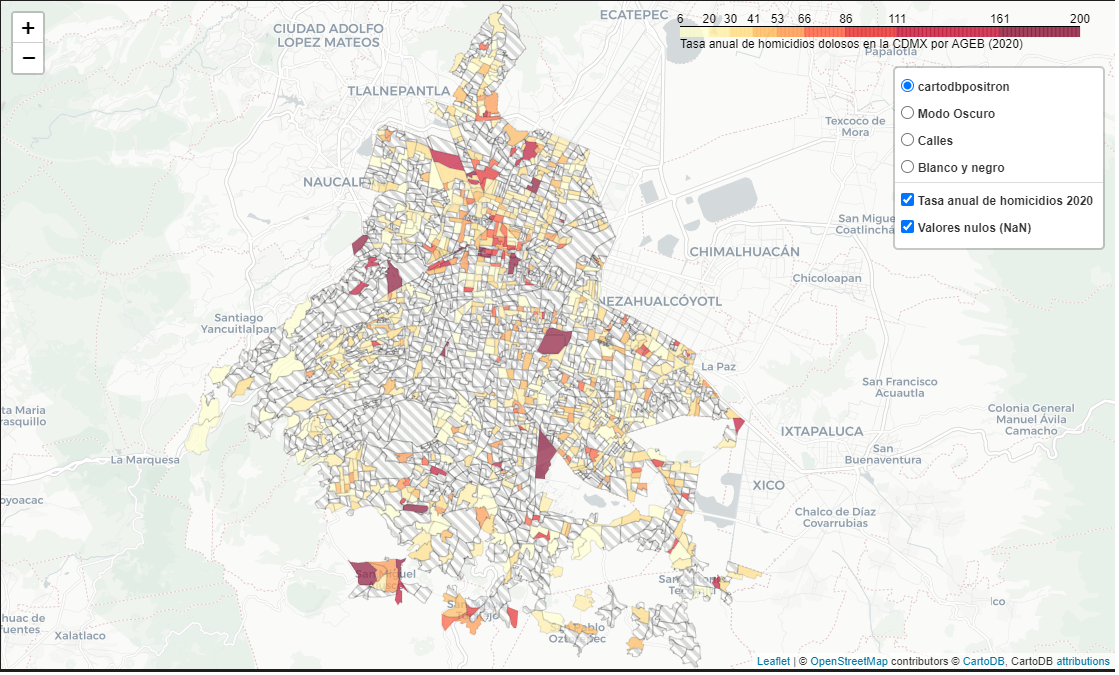 +
−
CIUDAD ADOLFO
LOPEZ MATEOS
ECATEPEC
6 20 30 41 53 66 86 111 161 200
Tasa anual de homicidios dolosos en la CDMX por AGEB (2020)
Papalotla
cartodbpositron
Modo Oscuro
Calles
Blanco y negro
Tasa anual de homicidios 2020
Valores nulos (NaN)
TLALNEPANTLA
Texcoco de
Mora
NAUCALP
San Migue
Coatlinchá
CHIMALHUACÁN
Chicoloapan
NEZAHUALCÓYOTL
Santiago
Yancuitlalpan
La Paz
San Francisco
Acuautla
ta Maria
rasquillo
Colonia General
Manuel Ávila
Camacho
IXTAPALUCA
La Marquesa
San
Buenaventura
XICO
oyoacac
Chalco de Díaz
Covarrubias
San Miguel
San
Te
lco
huac de
fuentes
Xalatlaco
Pablo
Ozt ec
Leaflet | © OpenStreetMap contributors © CartoDB, CartoDB attributions